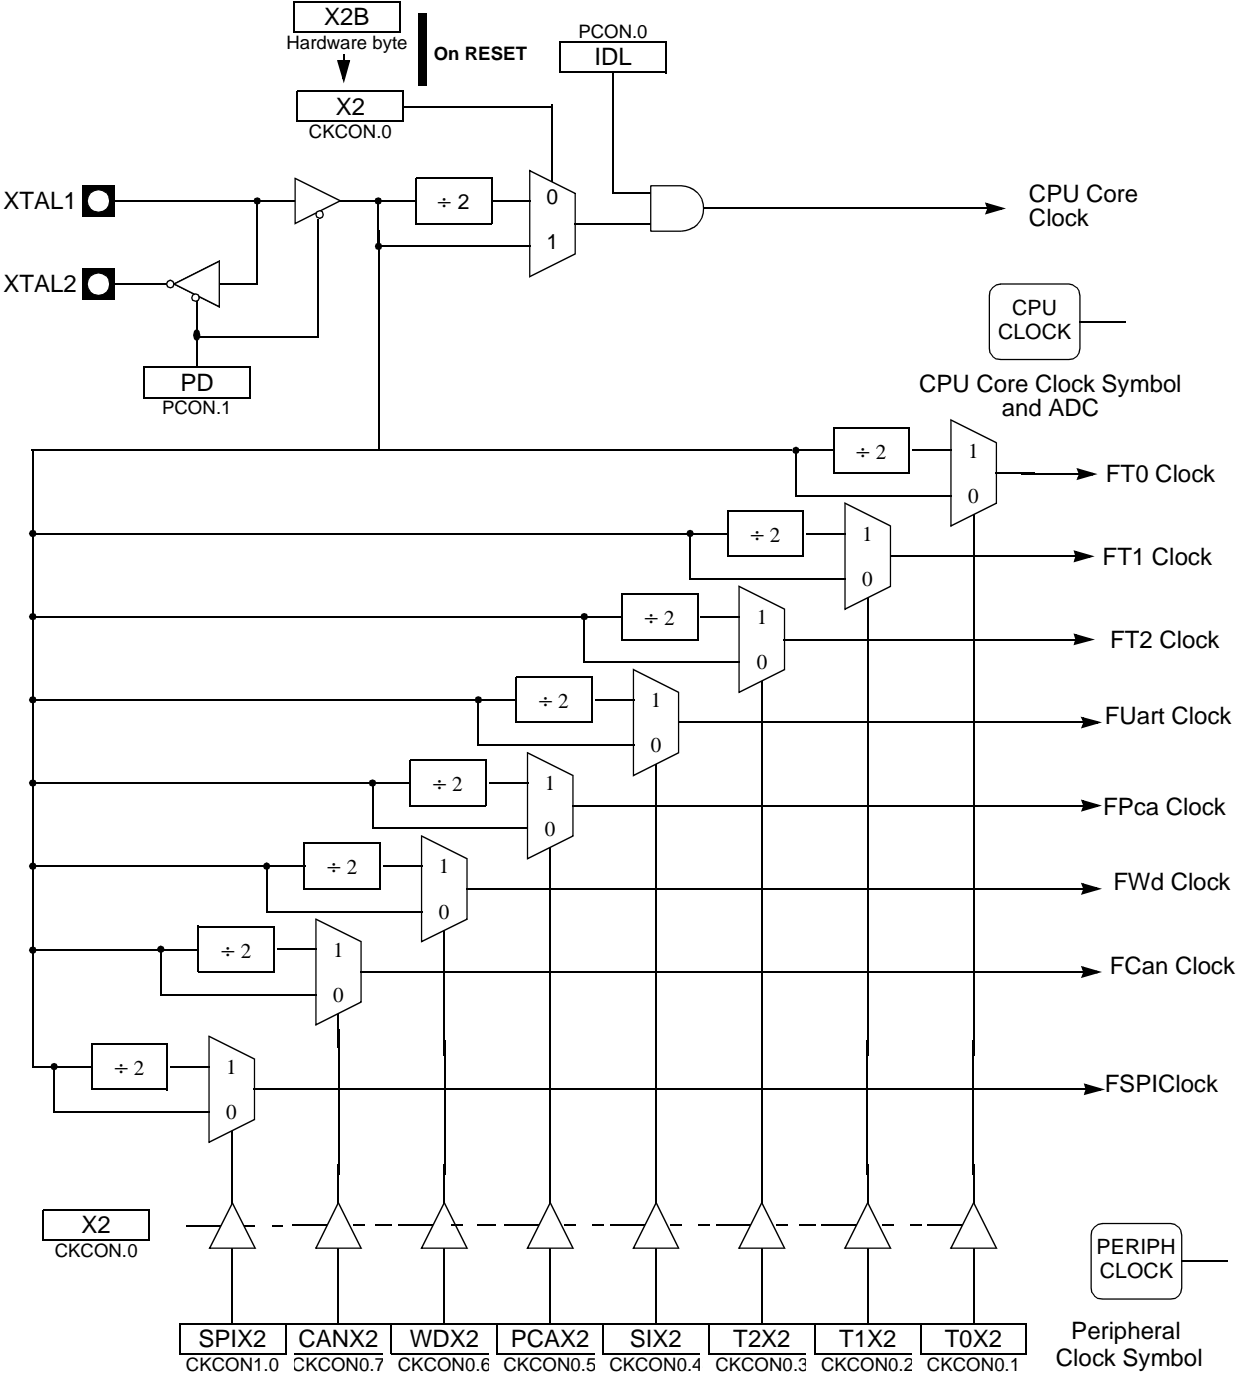 X2B
Hardware byte
On RESET
PCON.0
IDL
X2
CKCON.0
XTAL1
÷ 2
0
1
CPU Core
Clock
XTAL2
PD
PCON.1
CPU
CLOCK
CPU Core Clock Symbol
and ADC
÷ 2
1
0
FT0 Clock
÷ 2
1
0
FT1 Clock
÷ 2
1
0
FT2 Clock
÷ 2
1
0
FUart Clock
÷ 2
1
0
FPca Clock
÷ 2
1
0
FWd Clock
÷ 2
1
0
FCan Clock
÷ 2
1
0
FSPIClock
X2
CKCON.0
PERIPH
CLOCK
Peripheral
Clock Symbol
SPIX2
CKCON1.0
CANX2
CKCON0.7
WDX2
CKCON0.6
PCAX2
CKCON0.5
SIX2
CKCON0.4
T2X2
CKCON0.3
T1X2
CKCON0.2
T0X2
CKCON0.1